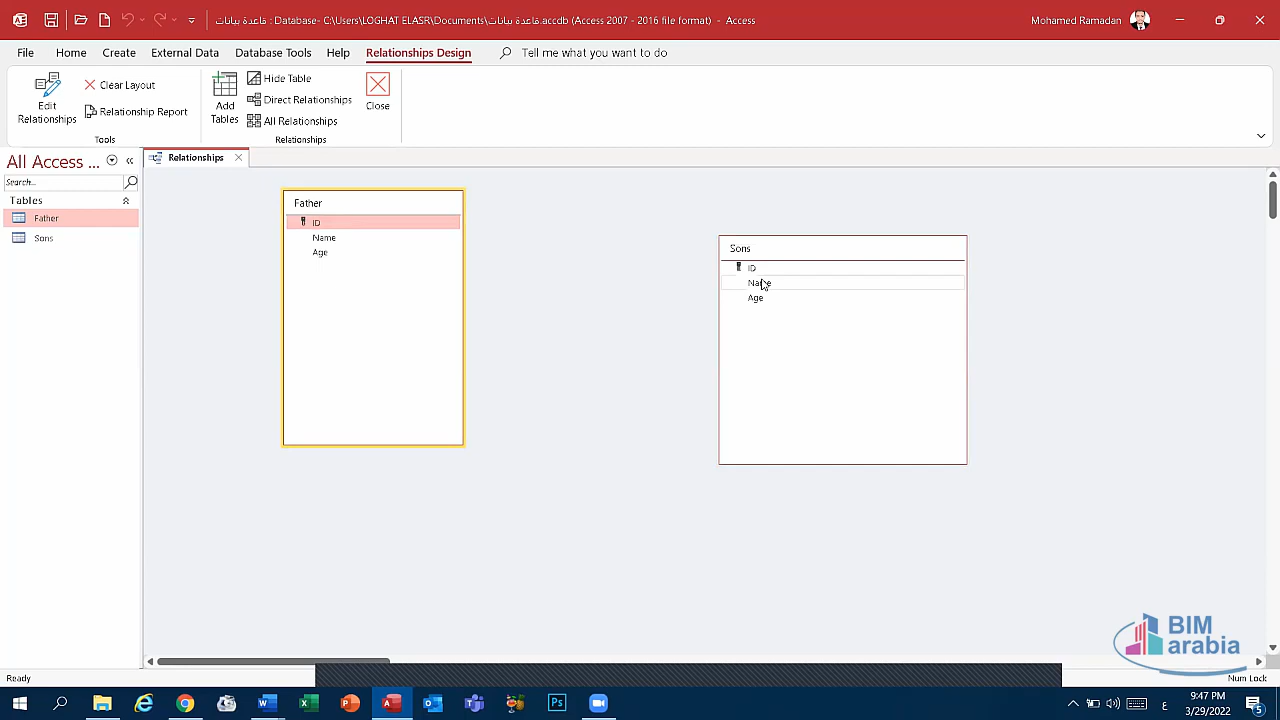 قاعدة بيانات : Database- C:\Users\LOGHAT ELASR\Documents\قاعدة بيانات.accdb (Access 2007 - 2016 file format) - Access
Mohamed Ramadan
File Home Create External Data Database Tools Help Relationships Design Tell me what you want to do
Edit Relationships
Clear Layout
Relationship Report
Tools
Add Tables
Hide Table
Direct Relationships
All Relationships
Relationships
Close
All Access ...
Search...
Tables
Father
Sons
Relationships
Father
ID
Name
Age
Sons
ID
Name
Age
BIM
arabia
Ready
Num Lock
Ps
ع
9:47 PM
3/29/2022
5